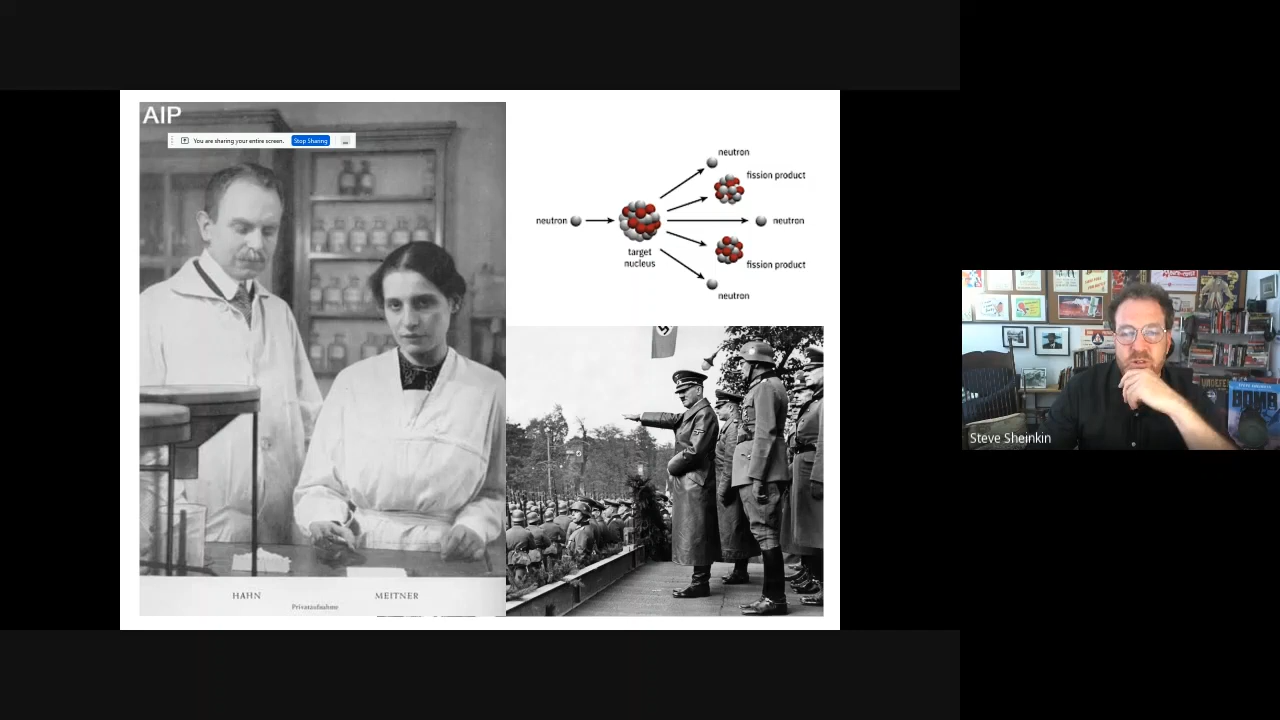 AIP
You are sharing your entire screen.
Stop Sharing
neutron
fission product
neutron
neutron
target
nucleus
fission product
neutron
HAHN
MEITNER
Privataufnahme
Steve Sheinkin
BOMB